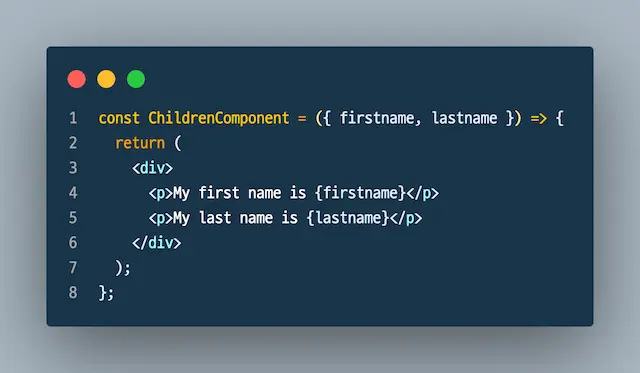 1 const ChildrenComponent = ({ firstname, lastname }) => {
2   return (
3     <div>
4       <p>My first name is {firstname}</p>
5       <p>My last name is {lastname}</p>
6     </div>
7   );
8 };